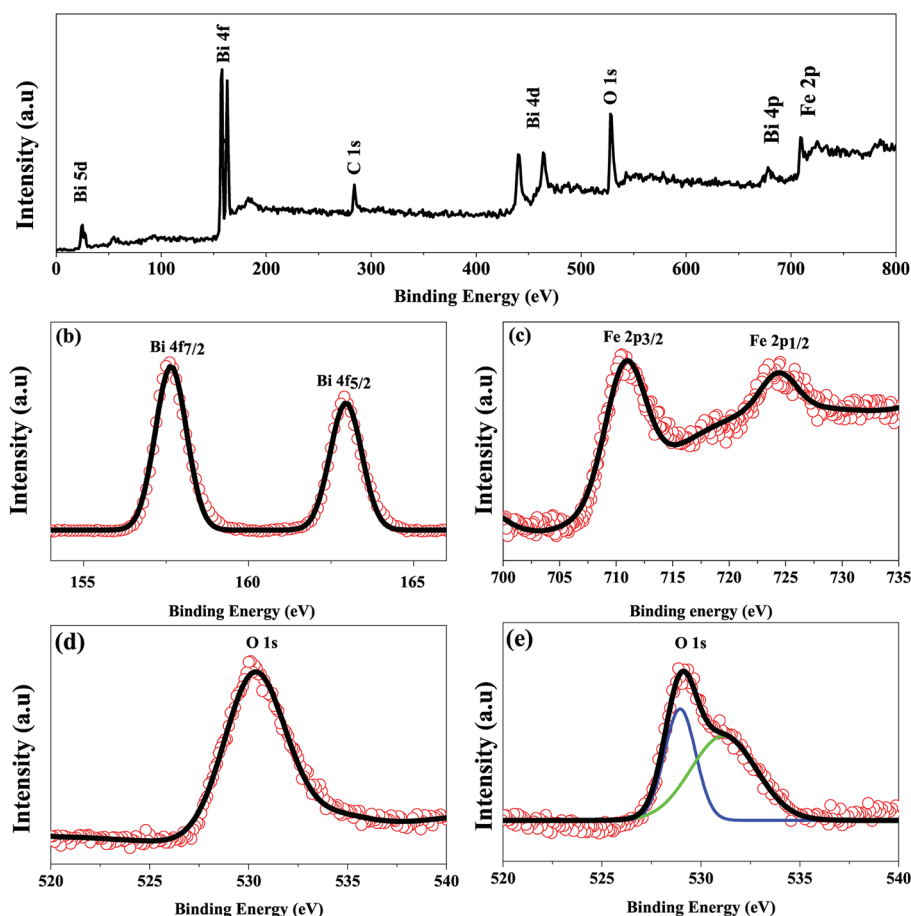 Intensity (a.u)
Bi 5d
Bi 4f
C 1s
Bi 4d
O 1s
Bi 4p
Fe 2p
0 100 200 300 400 500 600 700 800
Binding Energy (eV)
(b)
Bi 4f7/2
Bi 4f5/2
Intensity (a.u)
155 160 165
Binding Energy (eV)
(c)
Fe 2p3/2
Fe 2p1/2
Intensity (a.u)
700 705 710 715 720 725 730 735
Binding energy (eV)
(d)
O 1s
Intensity (a.u)
520 525 530 535 540
Binding Energy (eV)
(e)
O 1s
Intensity (a.u)
520 525 530 535 540
Binding Energy (eV)